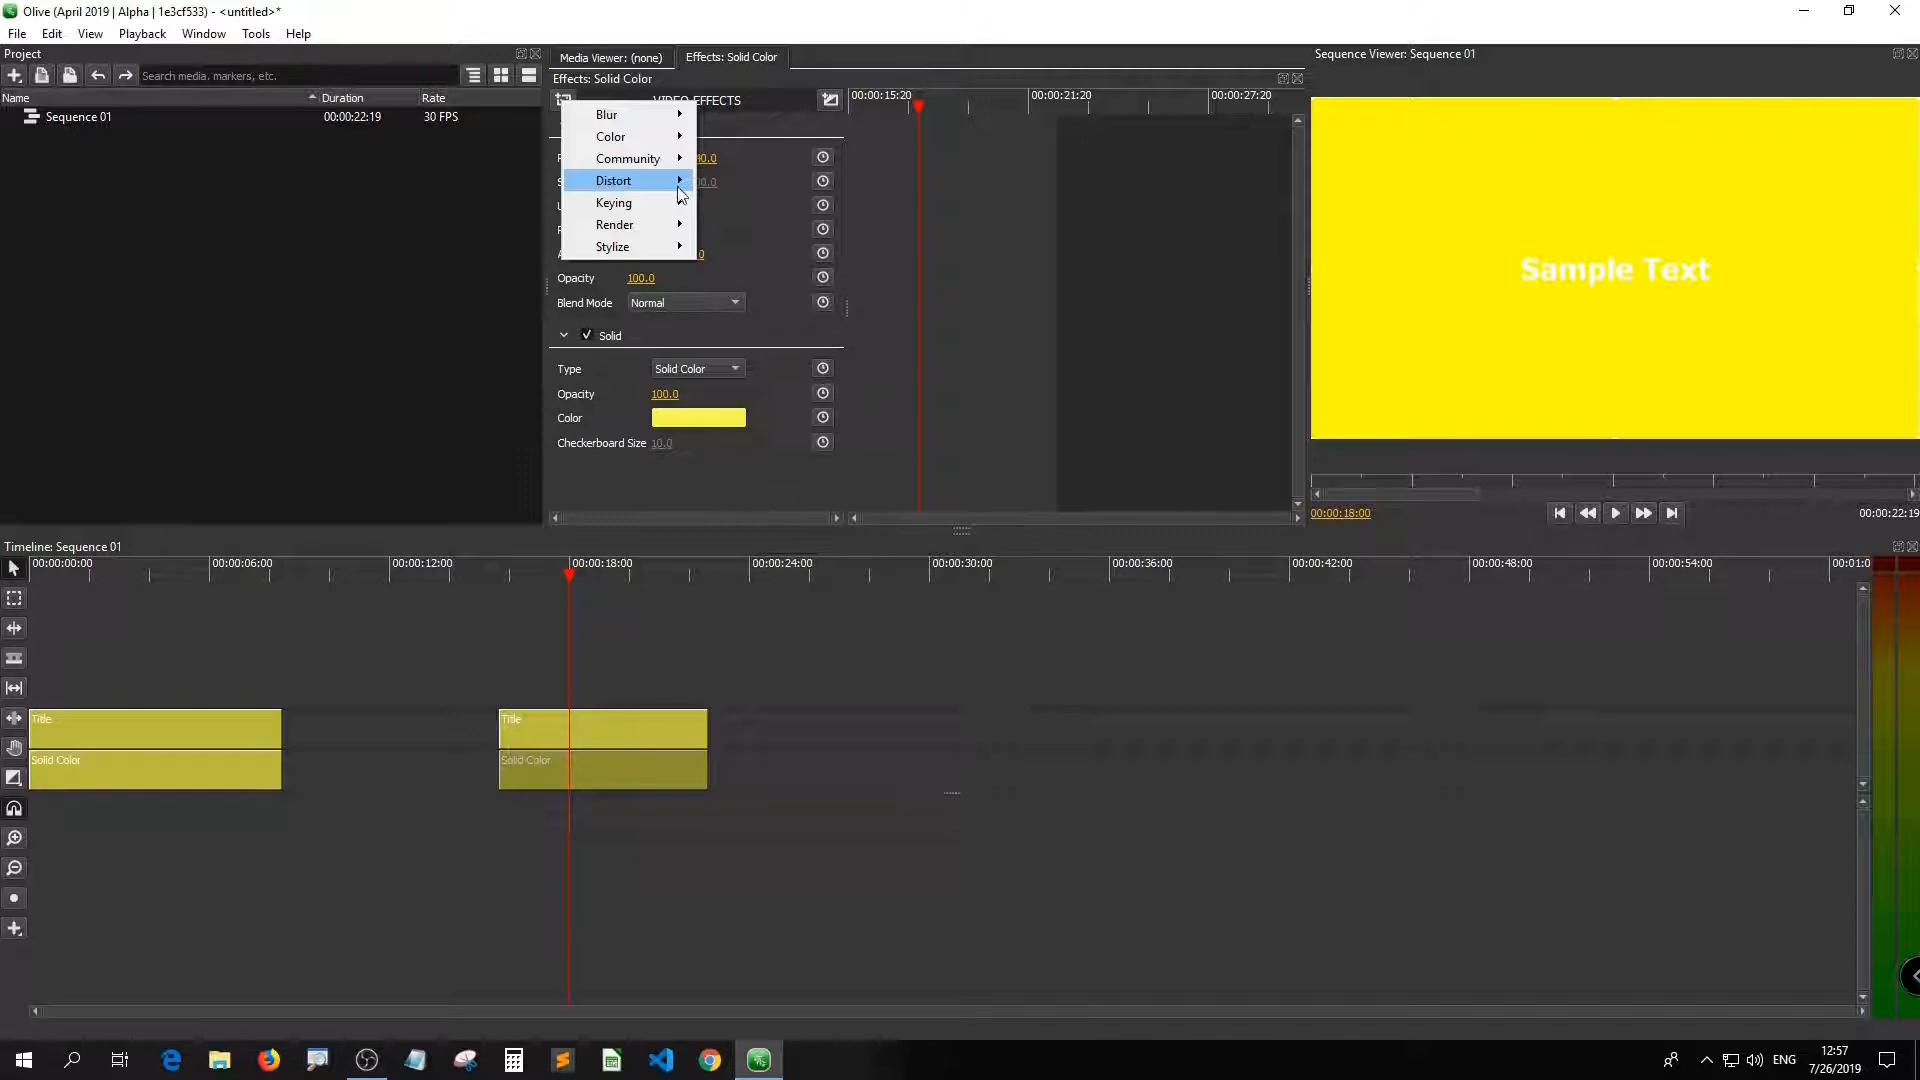 Olive (April 2019 | Alpha | 1e3cf533) - <untitled>*
File Edit View Playback Window Tools Help
Project
Search media, markers, etc.
Name Duration Rate
Sequence 01 00:00:22:19 30 FPS
Media Viewer: (none) Effects: Solid Color
Effects: Solid Color
VIDEO EFFECTS
00:00:15:20 00:00:21:20 00:00:27:20
Blur
Color
Community
Distort
Keying
Render
Stylize
Opacity 100.0
Blend Mode Normal
Solid
Type Solid Color
Opacity 100.0
Color
Checkerboard Size 10.0
Sequence Viewer: Sequence 01
Sample Text
00:00:18:00 00:00:22:19
Timeline: Sequence 01
00:00:00:00 00:00:06:00 00:00:12:00 00:00:18:00 00:00:24:00 00:00:30:00 00:00:36:00 00:00:42:00 00:00:48:00 00:00:54:00 00:01:0
Title Title
Solid Color Solid Color
ENG
12:57
7/26/2019